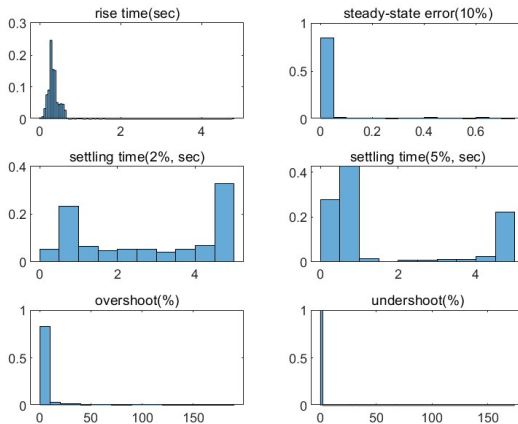 rise time(sec)
0.3
0.2
0.1
0
0 2 4
steady-state error(10%)
1
0.5
0
0 0.2 0.4 0.6
settling time(2%, sec)
0.4
0.2
0
0 2 4
settling time(5%, sec)
0.4
0.2
0
0 2 4
overshoot(%)
1
0.5
0
0 50 100 150
undershoot(%)
1
0.5
0
0 50 100 150